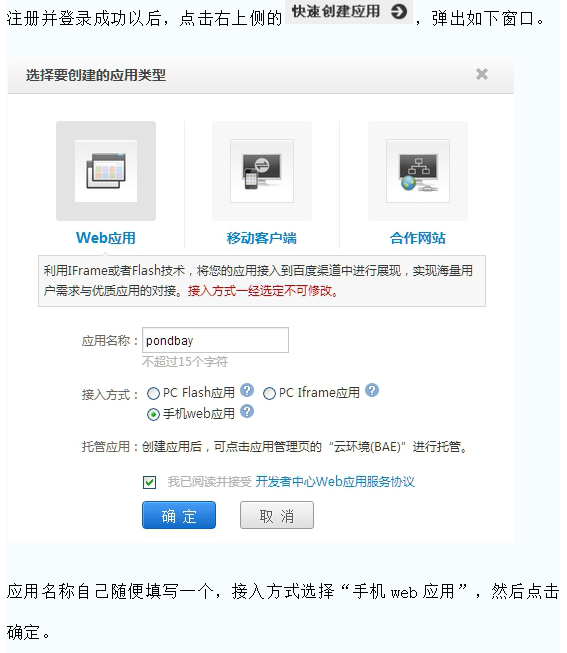 注册并登录成功以后，点击右上侧的 快速创建应用 ，弹出如下窗口。
选择要创建的应用类型
Web应用 移动客户端 合作网站
利用IFrame或者Flash技术，将您的应用接入到百度渠道中进行展现，实现海量用
户需求与优质应用的对接。接入方式一经选定不可修改。
应用名称： pondbay
不超过15个字符
接入方式： PC Flash应用 ? PC Iframe应用 ?
手机web应用 ?
托管应用：创建应用后，可点击应用管理页的“云环境(BAE)”进行托管。
我已阅读并接受 开发者中心Web应用服务协议
确 定 取 消
应用名称自己随便填写一个，接入方式选择“手机 web 应用”，然后点击
确定。